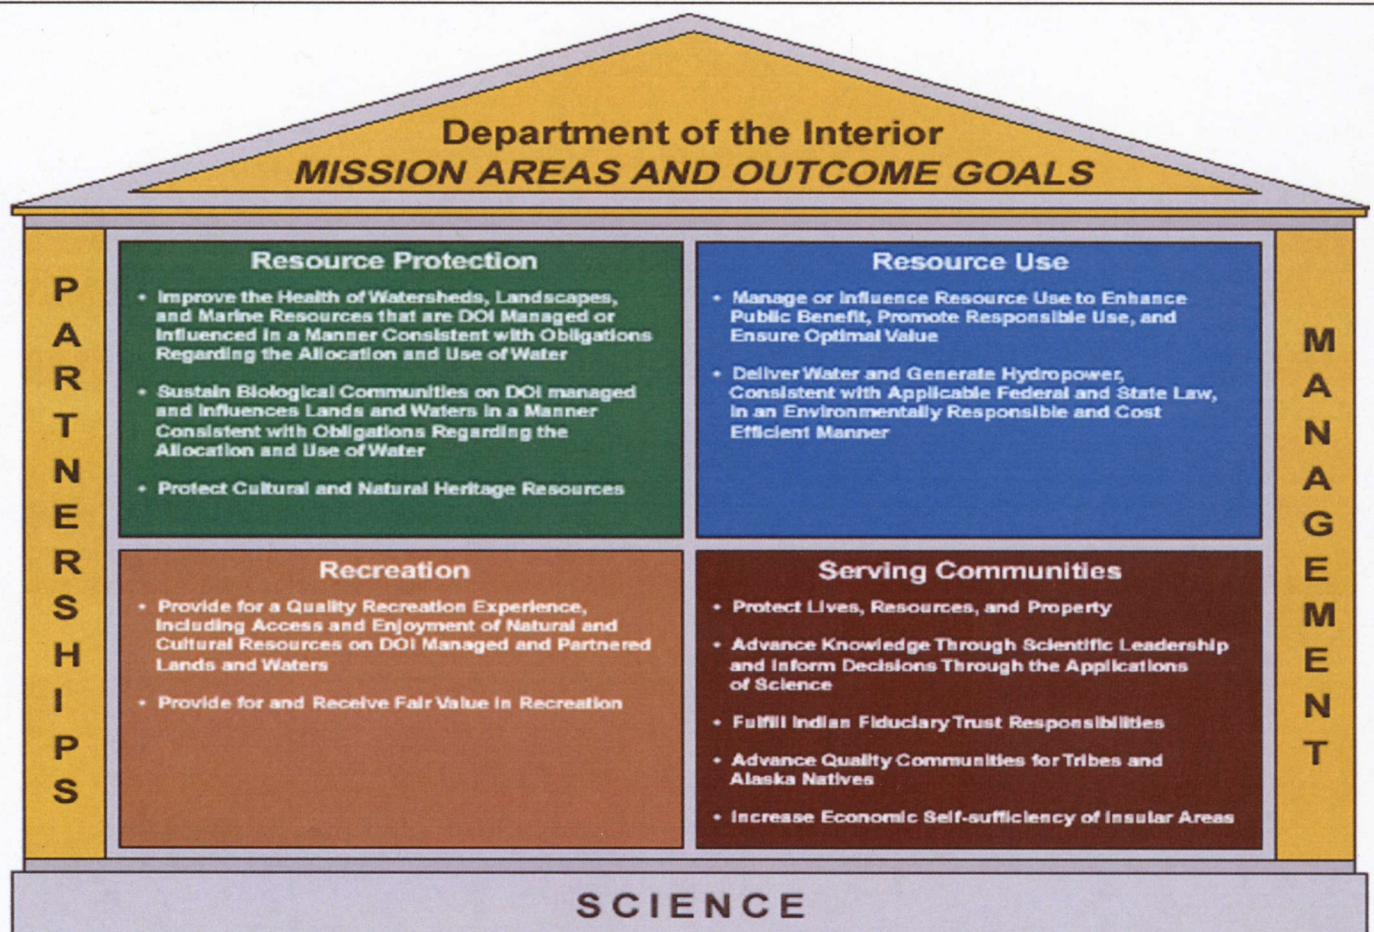 Department of the Interior
MISSION AREAS AND OUTCOME GOALS
PARTNERSHIPS
Resource Protection
• Improve the Health of Watersheds, Landscapes,
and Marine Resources that are DOI Managed or
Influenced in a Manner Consistent with Obligations
Regarding the Allocation and Use of Water
• Sustain Biological Communities on DOI managed
and Influences Lands and Waters in a Manner
Consistent with Obligations Regarding the
Allocation and Use of Water
• Protect Cultural and Natural Heritage Resources
Resource Use
• Manage or Influence Resource Use to Enhance
Public Benefit, Promote Responsible Use, and
Ensure Optimal Value
• Deliver Water and Generate Hydropower,
Consistent with Applicable Federal and State Law,
in an Environmentally Responsible and Cost
Efficient Manner
Recreation
• Provide for a Quality Recreation Experience,
Including Access and Enjoyment of Natural and
Cultural Resources on DOI Managed and Partnered
Lands and Waters
• Provide for and Receive Fair Value in Recreation
Serving Communities
• Protect Lives, Resources, and Property
• Advance Knowledge Through Scientific Leadership
and Inform Decisions Through the Applications
of Science
• Fulfill Indian Fiduciary Trust Responsibilities
• Advance Quality Communities for Tribes and
Alaska Natives
• Increase Economic Self-sufficiency of Insular Areas
MANAGEMENT
SCIENCE